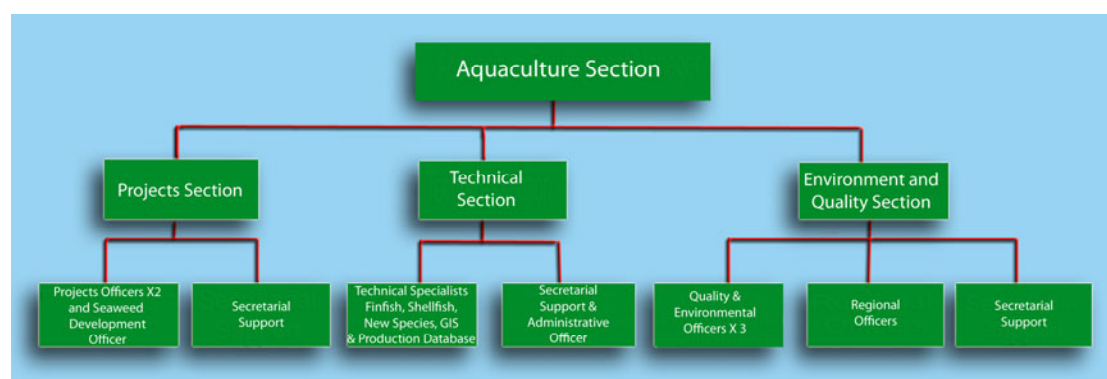 Aquaculture Section
Projects Section
Technical
Section
Environment and
Quality Section
Projects Officers X2
and Seaweed
Development
Officer
Secretarial
Support
Technical Specialists
Finfish, Shellfish,
New Species, GIS
& Production Database
Secretarial
Support &
Administrative
Officer
Quality &
Environmental
Officers X 3
Regional
Officers
Secretarial
Support